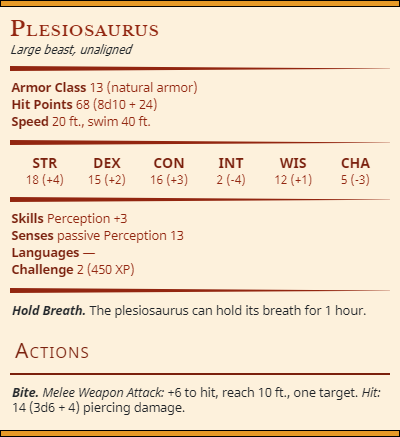 Plesiosaurus
Large beast, unaligned
Armor Class 13 (natural armor)
Hit Points 68 (8d10 + 24)
Speed 20 ft., swim 40 ft.
STR DEX CON INT WIS CHA
18 (+4) 15 (+2) 16 (+3) 2 (-4) 12 (+1) 5 (-3)
Skills Perception +3
Senses passive Perception 13
Languages —
Challenge 2 (450 XP)
Hold Breath. The plesiosaurus can hold its breath for 1 hour.
Actions
Bite. Melee Weapon Attack: +6 to hit, reach 10 ft., one target. Hit:
14 (3d6 + 4) piercing damage.